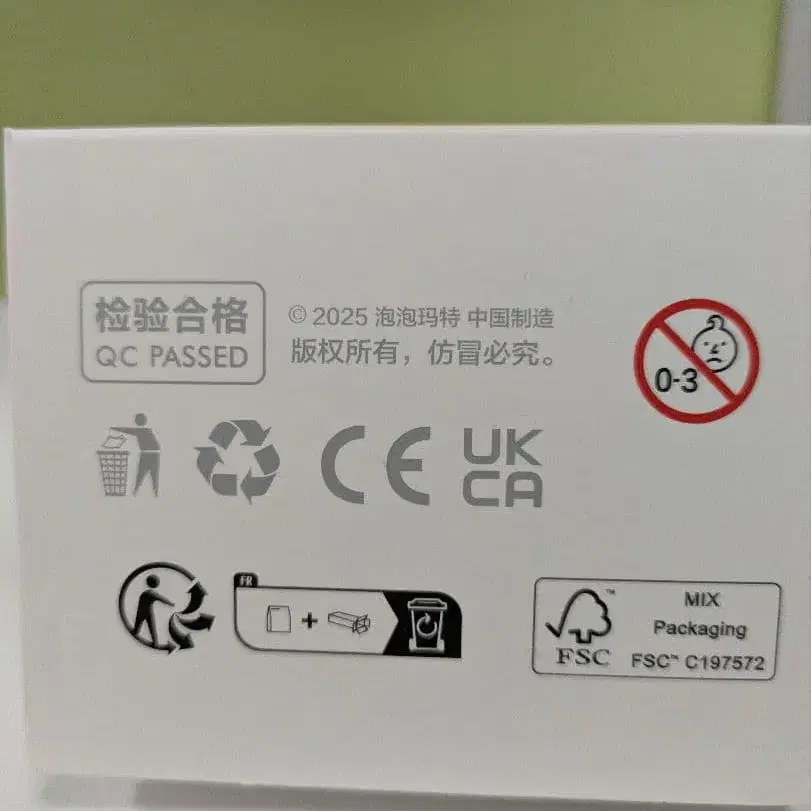 检验合格
QC PASSED
© 2025 泡泡玛特 中国制造
版权所有，仿冒必究。
0-3
CE
UK
CA
FR
+
MIX
Packaging
FSC™
FSC™ C197572